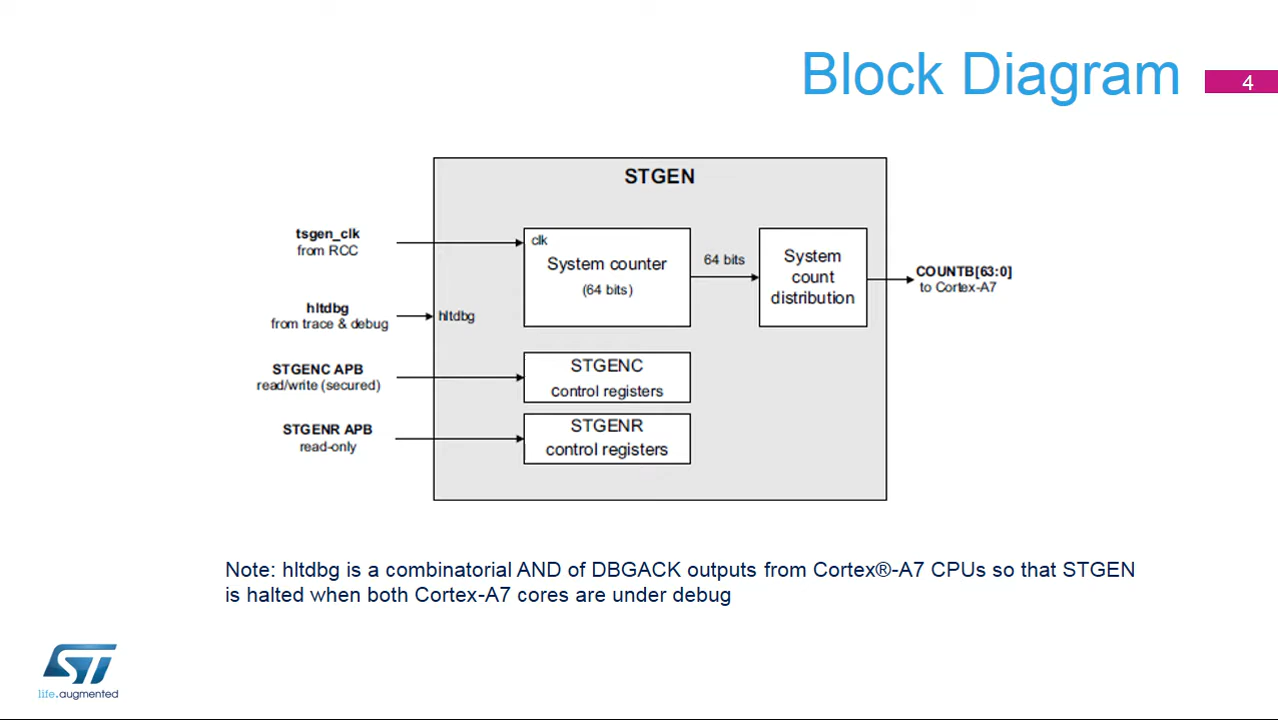 Block Diagram
4
STGEN
tsgen_clk
from RCC
clk
System counter
(64 bits)
64 bits
System
count
distribution
COUNTB[63:0]
to Cortex-A7
hltdbg
from trace & debug
hltdbg
STGENC APB
read/write (secured)
STGENC
control registers
STGENR APB
read-only
STGENR
control registers
Note: hltdbg is a combinatorial AND of DBGACK outputs from Cortex®-A7 CPUs so that STGEN
is halted when both Cortex-A7 cores are under debug
ST
life.augmented